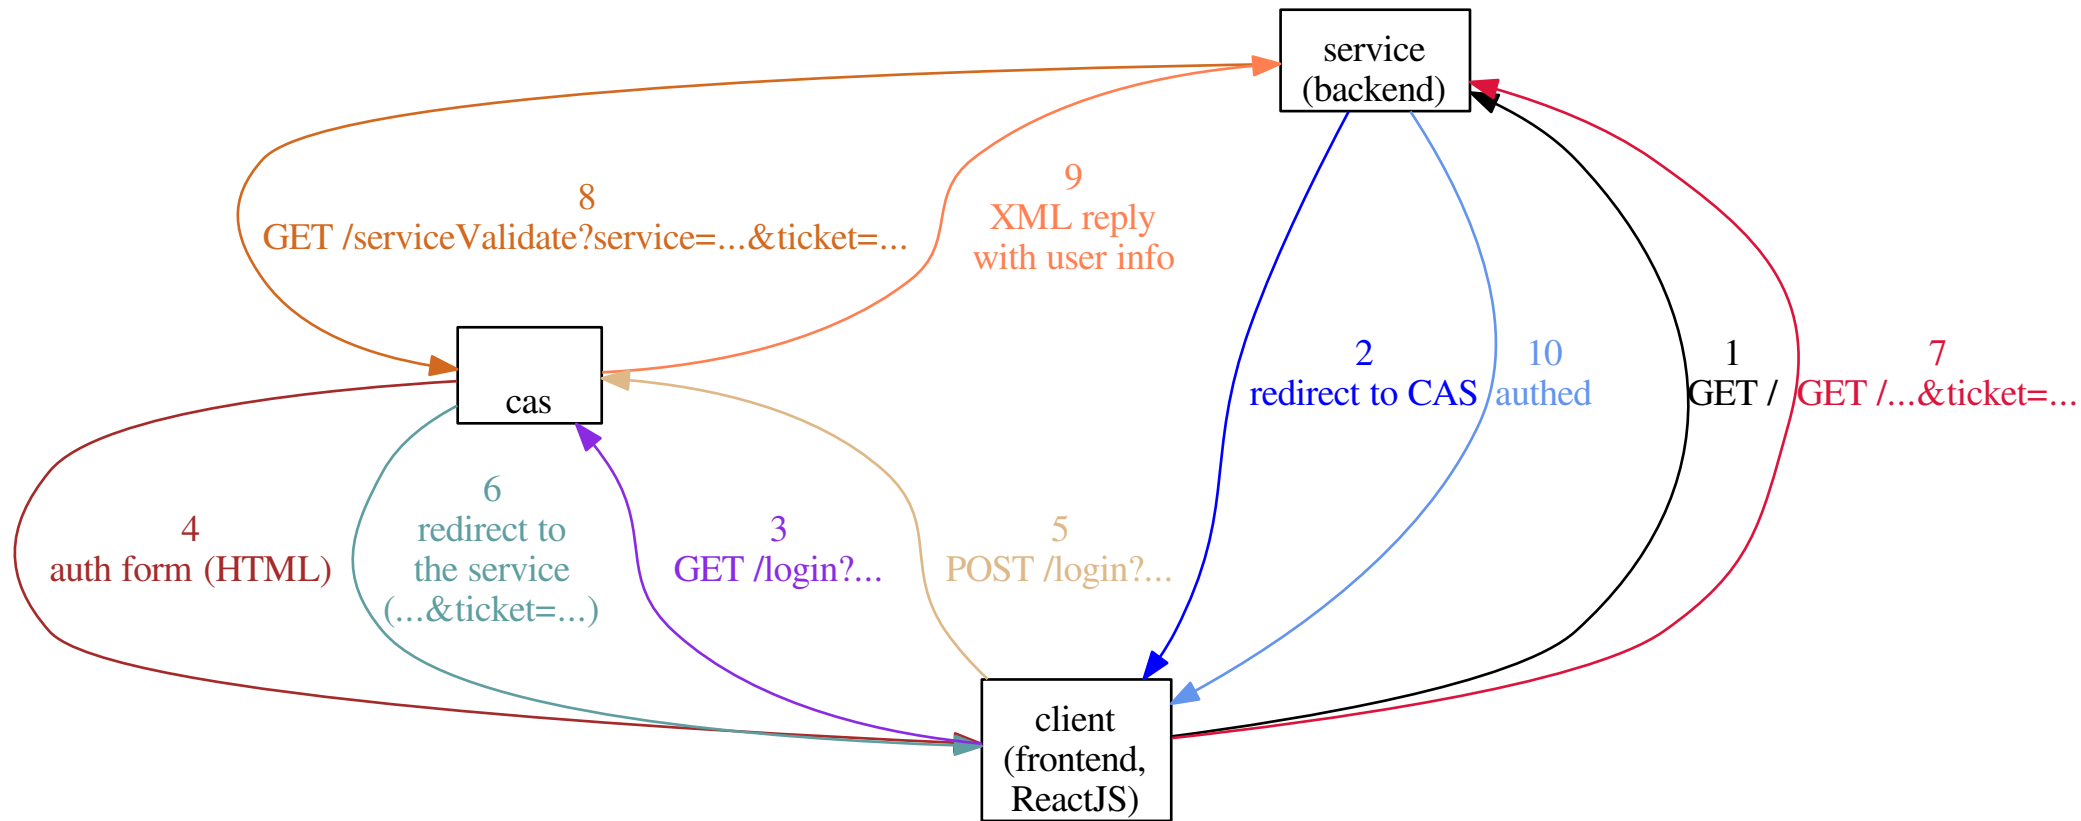 service
(backend)
8
GET /serviceValidate?service=...&ticket=...
9
XML reply
with user info
cas
2
redirect to CAS
10
authed
1
GET /
7
GET /...&ticket=...
4
auth form (HTML)
6
redirect to
the service
(...&ticket=...)
3
GET /login?...
5
POST /login?...
client
(frontend,
ReactJS)